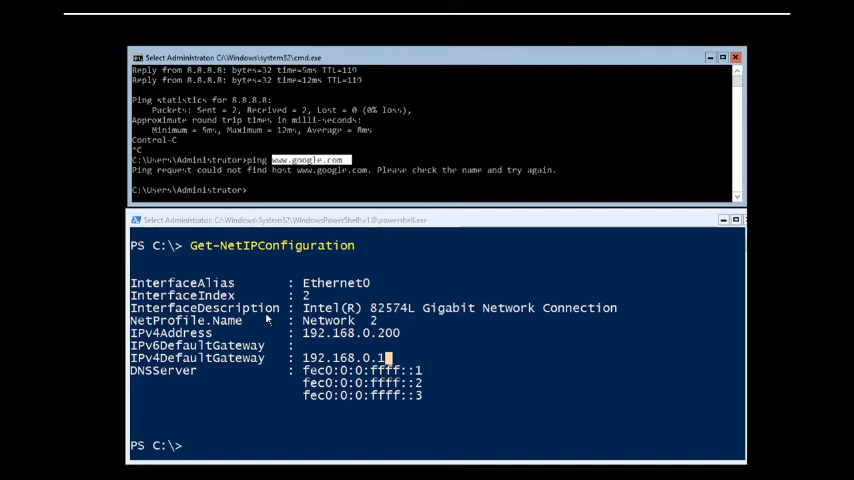 Select Administrator: C:\Windows\system32\cmd.exe
Reply from 8.8.8.8: bytes=32 time=5ms TTL=119
Reply from 8.8.8.8: bytes=32 time=12ms TTL=119
Ping statistics for 8.8.8.8:
Packets: Sent = 2, Received = 2, Lost = 0 (0% loss),
Approximate round trip times in milli-seconds:
Minimum = 5ms, Maximum = 12ms, Average = 8ms
Control-C
^C
C:\Users\Administrator>ping www.google.com
Ping request could not find host www.google.com. Please check the name and try again.
C:\Users\Administrator>
Select Administrator: C:\Windows\System32\WindowsPowerShell\v1.0\powershell.exe
PS C:\> Get-NetIPConfiguration
InterfaceAlias : Ethernet0
InterfaceIndex : 2
InterfaceDescription : Intel(R) 82574L Gigabit Network Connection
NetProfile.Name : Network 2
IPv4Address : 192.168.0.200
IPv6DefaultGateway :
IPv4DefaultGateway : 192.168.0.1
DNSServer : fec0:0:0:ffff::1
fec0:0:0:ffff::2
fec0:0:0:ffff::3
PS C:\>